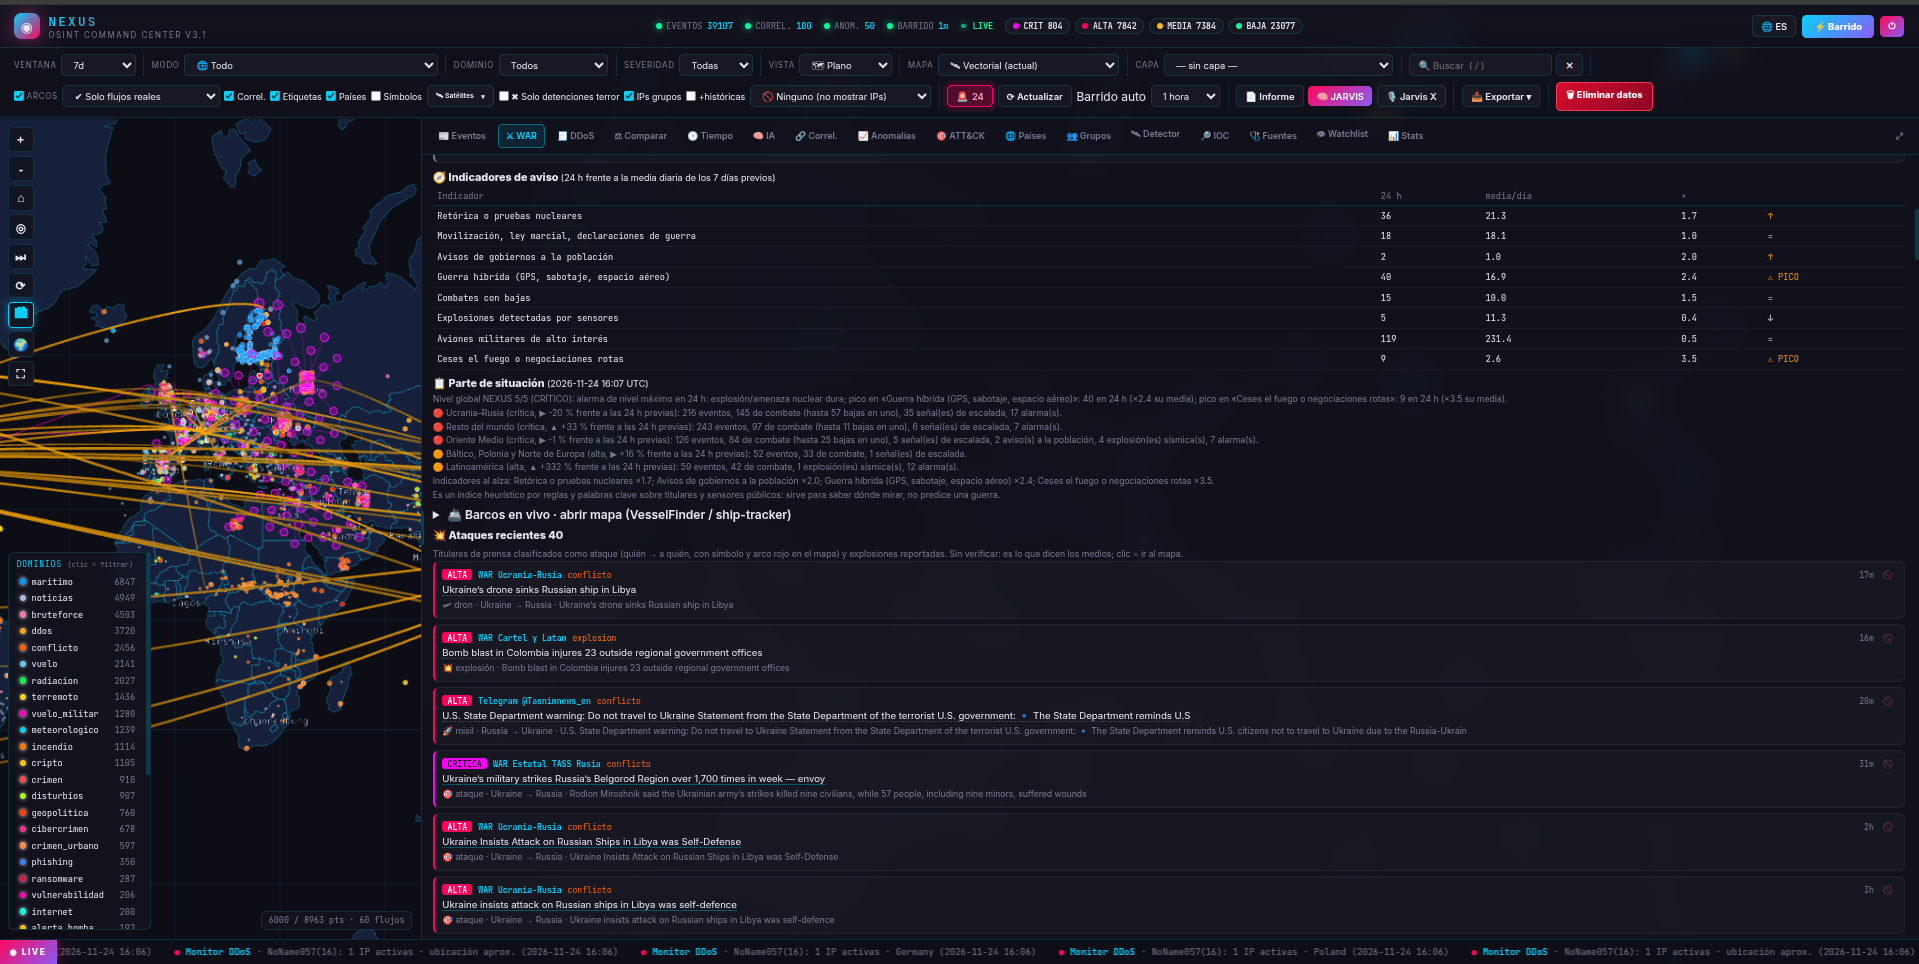 NEXUS
OSINT COMMAND CENTER V3.1
EVENTOS 39107 CORREL. 100 ANOM. 50 BARRIDO 1m LIVE CRIT 804 ALTA 7842 MEDIA 7384 BAJA 23077
ES Barrido
VENTANA 7d MODO Todo DOMINIO Todos SEVERIDAD Todas VISTA Plano MAPA Vectorial (actual) CAPA — sin capa — Buscar ( / ) ✕
ARCOS ✔ Solo flujos reales Correl. Etiquetas Países Símbolos Satélites ✖ Solo detenciones terror IPs grupos +históricas Ninguno (no mostrar IPs) 24 Actualizar Barrido auto 1 hora Informe JARVIS Jarvis X Exportar Eliminar datos
Eventos WAR DDoS Comparar Tiempo IA Correl. Anomalías ATT&CK Países Grupos Detector IOC Fuentes Watchlist Stats
Indicadores de aviso (24 h frente a la media diaria de los 7 días previos)
Indicador 24 h media/día ×
Retórica o pruebas nucleares 36 21.3 1.7 ↑
Movilización, ley marcial, declaraciones de guerra 18 18.1 1.0 =
Avisos de gobiernos a la población 2 1.0 2.0 ↑
Guerra híbrida (GPS, sabotaje, espacio aéreo) 40 16.9 2.4 ⚠ PICO
Combates con bajas 15 10.0 1.5 =
Explosiones detectadas por sensores 5 11.3 0.4 ↓
Aviones militares de alto interés 119 231.4 0.5 =
Ceses el fuego o negociaciones rotas 9 2.6 3.5 ⚠ PICO
Parte de situación (2026-11-24 16:07 UTC)
Nivel global NEXUS 5/5 (CRÍTICO): alarma de nivel máximo en 24 h: explosión/amenaza nuclear dura; pico en «Guerra híbrida (GPS, sabotaje, espacio aéreo)»: 40 en 24 h (×2.4 su media); pico en «Ceses el fuego o negociaciones rotas»: 9 en 24 h (×3.5 su media).
Ucrania–Rusia (crítica, ▶ -20 % frente a las 24 h previas): 216 eventos, 145 de combate (hasta 57 bajas en uno), 35 señal(es) de escalada, 17 alarma(s).
Resto del mundo (crítica, ▲ +33 % frente a las 24 h previas): 243 eventos, 97 de combate (hasta 11 bajas en uno), 6 señal(es) de escalada, 7 alarma(s).
Oriente Medio (crítica, ▶ -1 % frente a las 24 h previas): 126 eventos, 84 de combate (hasta 25 bajas en uno), 5 señal(es) de escalada, 2 aviso(s) a la población, 4 explosión(es) sísmica(s), 7 alarma(s).
Báltico, Polonia y Norte de Europa (alta, ▶ +16 % frente a las 24 h previas): 52 eventos, 33 de combate, 1 señal(es) de escalada.
Latinoamérica (alta, ▲ +332 % frente a las 24 h previas): 59 eventos, 42 de combate, 1 explosión(es) sísmica(s), 12 alarma(s).
Indicadores al alza: Retórica o pruebas nucleares ×1.7; Avisos de gobiernos a la población ×2.0; Guerra híbrida (GPS, sabotaje, espacio aéreo) ×2.4; Ceses el fuego o negociaciones rotas ×3.5.
Es un índice heurístico por reglas y palabras clave sobre titulares y sensores públicos: sirve para saber dónde mirar, no predice una guerra.
▶ Barcos en vivo · abrir mapa (VesselFinder / ship-tracker)
Ataques recientes 40
Titulares de prensa clasificados como ataque (quién → a quién, con símbolo y arco rojo en el mapa) y explosiones reportadas. Sin verificar: es lo que dicen los medios; clic = ir al mapa.
ALTA WAR Ucrania-Rusia conflicto 17m
Ukraine's drone sinks Russian ship in Libya
dron · Ukraine → Russia · Ukraine's drone sinks Russian ship in Libya
ALTA WAR Cartel y Latam explosion 16m
Bomb blast in Colombia injures 23 outside regional government offices
explosión · Bomb blast in Colombia injures 23 outside regional government offices
ALTA Telegram @Tasnimnews_en conflicto 20m
U.S. State Department warning: Do not travel to Ukraine Statement from the State Department of the terrorist U.S. government: 🔹 The State Department reminds U.S
misil · Russia → Ukraine · U.S. State Department warning: Do not travel to Ukraine Statement from the State Department of the terrorist U.S. government: 🔹 The State Department reminds U.S. citizens not to travel to Ukraine due to the Russia-Ukrain
CRITICA WAR Estatal TASS Rusia conflicto 31m
Ukraine's military strikes Russia's Belgorod Region over 1,700 times in week — envoy
ataque · Ukraine → Russia · Rodion Miroshnik said the Ukrainian army's strikes killed nine civilians, while 57 people, including nine minors, suffered wounds
ALTA WAR Ucrania-Rusia conflicto 2h
Ukraine Insists Attack on Russian Ships in Libya was Self-Defense
ataque · Ukraine → Russia · Ukraine Insists Attack on Russian Ships in Libya was Self-Defense
ALTA WAR Ucrania-Rusia conflicto 3h
Ukraine insists attack on Russian ships in Libya was self-defence
ataque · Ukraine → Russia · Ukraine insists attack on Russian ships in Libya was self-defence
Lagos
Nairobi
Kinshasa
Johannesburg
DOMINIOS (clic = filtrar)
maritimo 6847
noticias 4949
bruteforce 4503
ddos 3720
conflicto 2456
vuelo 2141
radiacion 2027
terremoto 1436
vuelo_militar 1280
meteorologico 1239
incendio 1114
cripto 1105
crimen 910
disturbios 907
geopolitica 760
cibercrimen 678
crimen_urbano 597
phishing 350
ransomware 287
vulnerabilidad 206
internet 200
alerta_bomba 192
6000 / 8963 pts · 60 flujos
LIVE 2026-11-24 16:06) Monitor DDoS · NoName057(16): 1 IP activas · ubicación aprox. (2026-11-24 16:06) Monitor DDoS · NoName057(16): 1 IP activas · Germany (2026-11-24 16:06) Monitor DDoS · NoName057(16): 1 IP activas · Poland (2026-11-24 16:06) Monitor DDoS · NoName057(16): 1 IP activas · ubicación aprox. (2026-11-24 16:06)